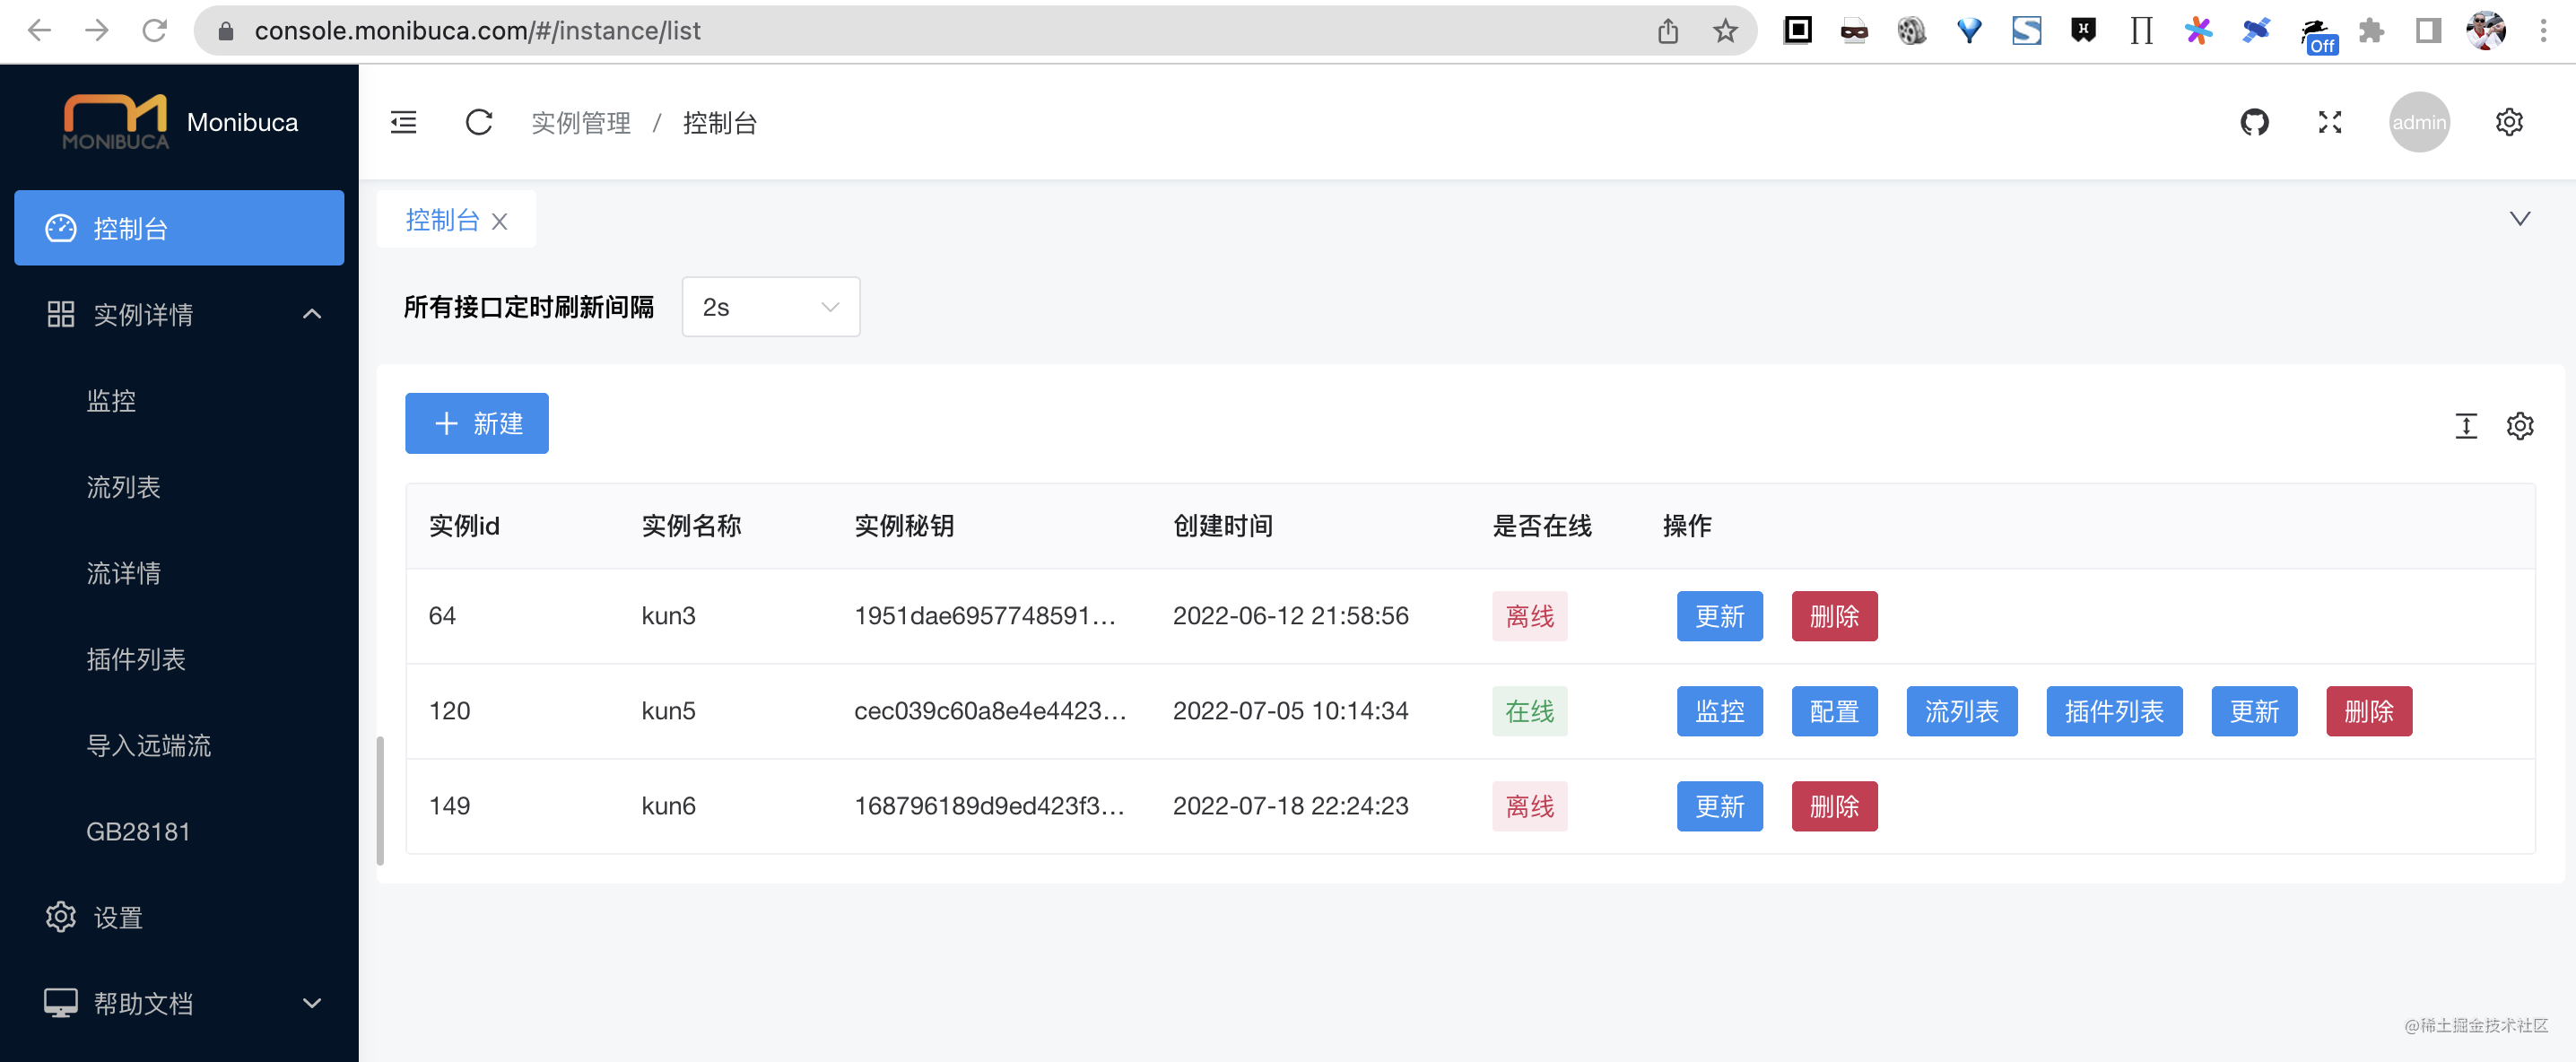 console.monibuca.com/#/instance/list
Off
MONIBUCA
Monibuca
实例管理 / 控制台
admin
控制台
实例详情
监控
流列表
流详情
插件列表
导入远端流
GB28181
设置
帮助文档
控制台
所有接口定时刷新间隔 2s
新建
实例id 实例名称 实例秘钥 创建时间 是否在线 操作
64 kun3 1951dae6957748591... 2022-06-12 21:58:56 离线 更新 删除
120 kun5 cec039c60a8e4e4423... 2022-07-05 10:14:34 在线 监控 配置 流列表 插件列表 更新 删除
149 kun6 168796189d9ed423f3... 2022-07-18 22:24:23 离线 更新 删除
@稀土掘金技术社区